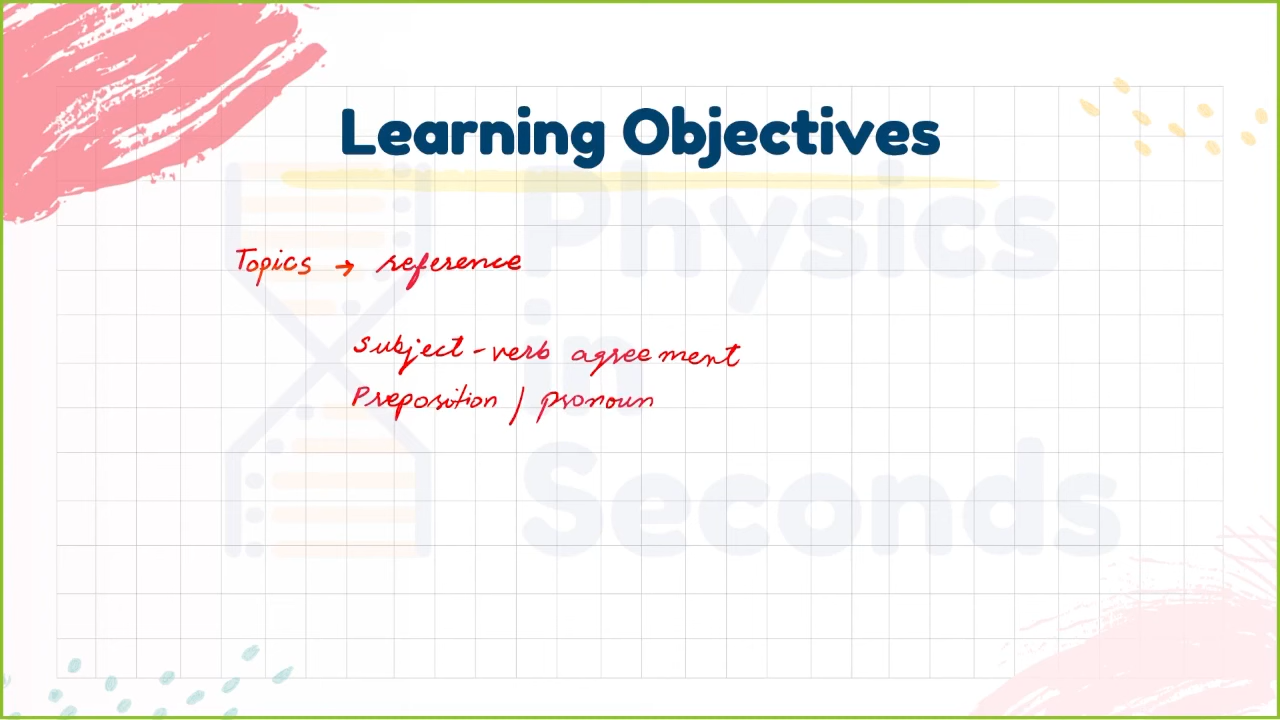 Learning Objectives
Physics
in
Seconds
Topics → reference
subject-verb agreement
Preposition / pronoun